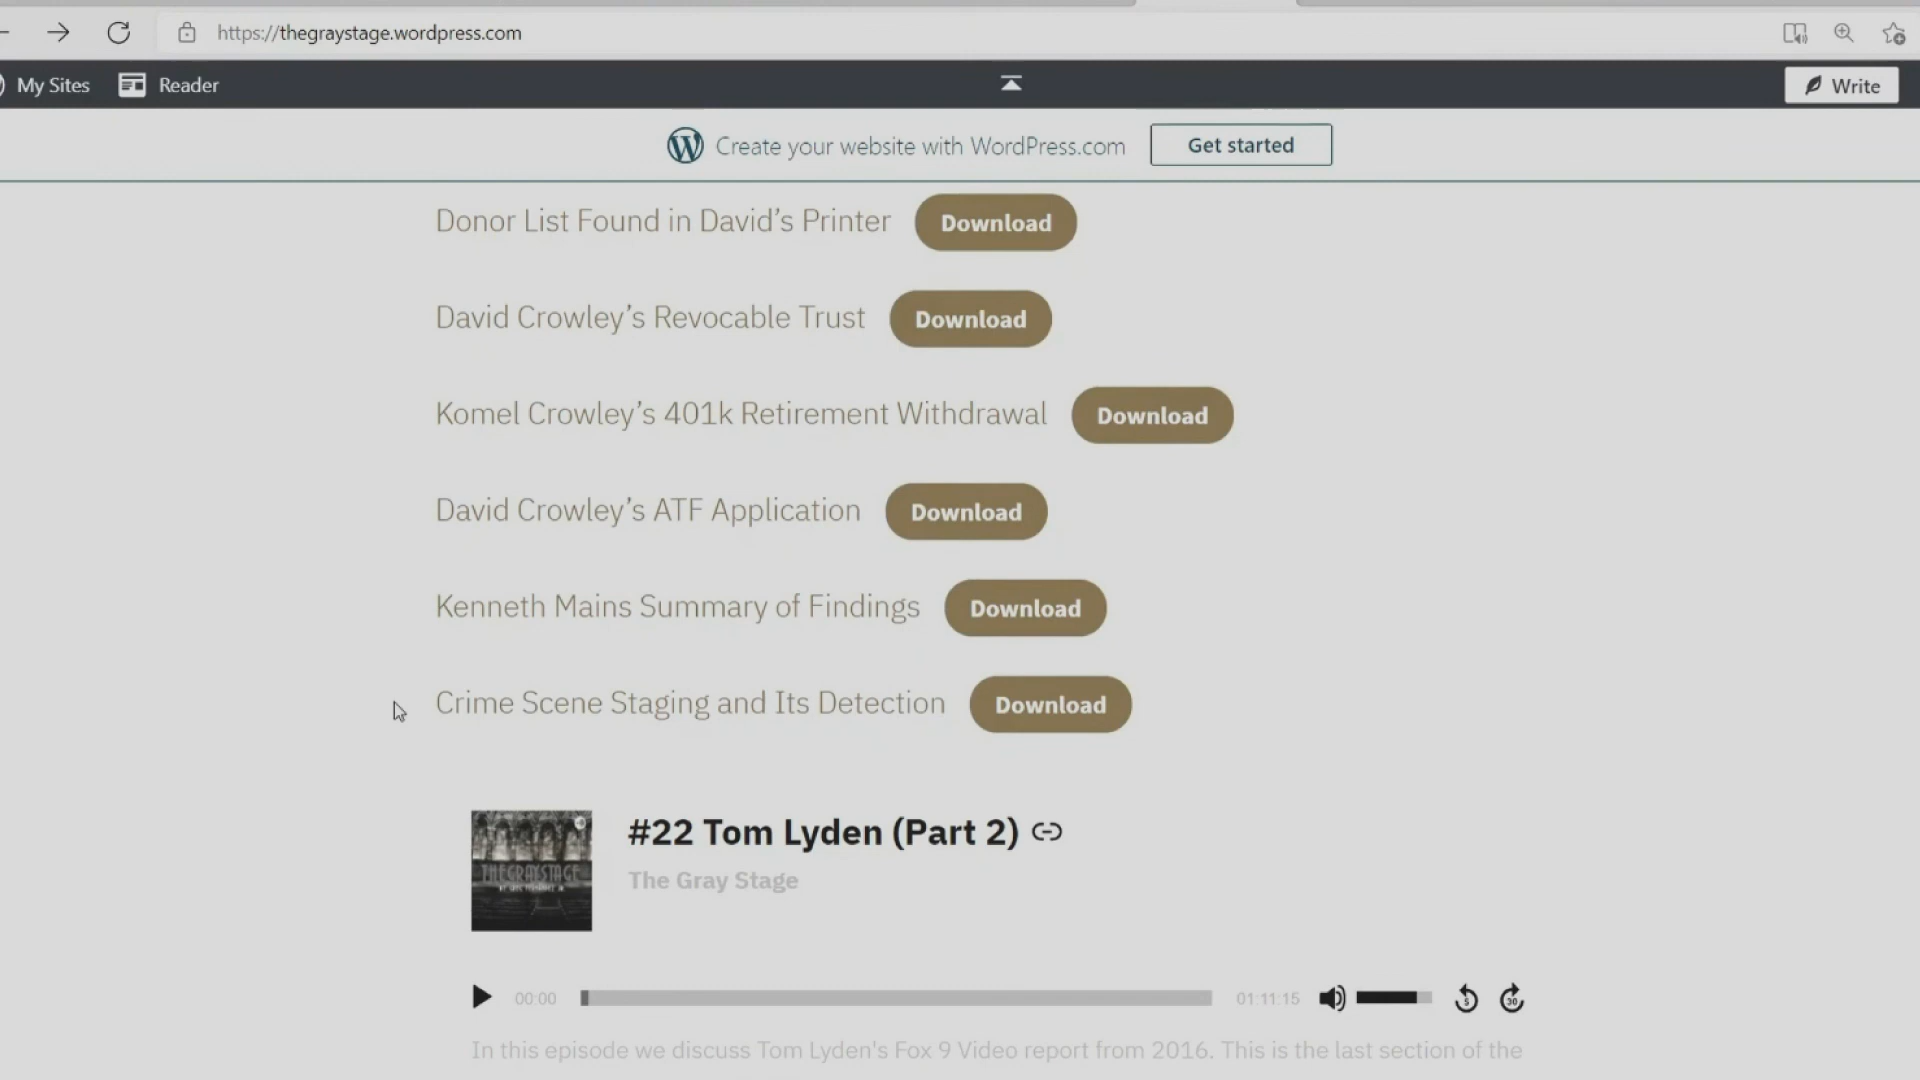 https://thegraystage.wordpress.com
My Sites
Reader
Write
Create your website with WordPress.com
Get started
Donor List Found in David’s Printer
Download
David Crowley’s Revocable Trust
Download
Komel Crowley’s 401k Retirement Withdrawal
Download
David Crowley’s ATF Application
Download
Kenneth Mains Summary of Findings
Download
Crime Scene Staging and Its Detection
Download
THEGRAYSTAGE
#22 Tom Lyden (Part 2)
The Gray Stage
00:00
01:11:15
5
30
In this episode we discuss Tom Lyden's Fox 9 Video report from 2016. This is the last section of the